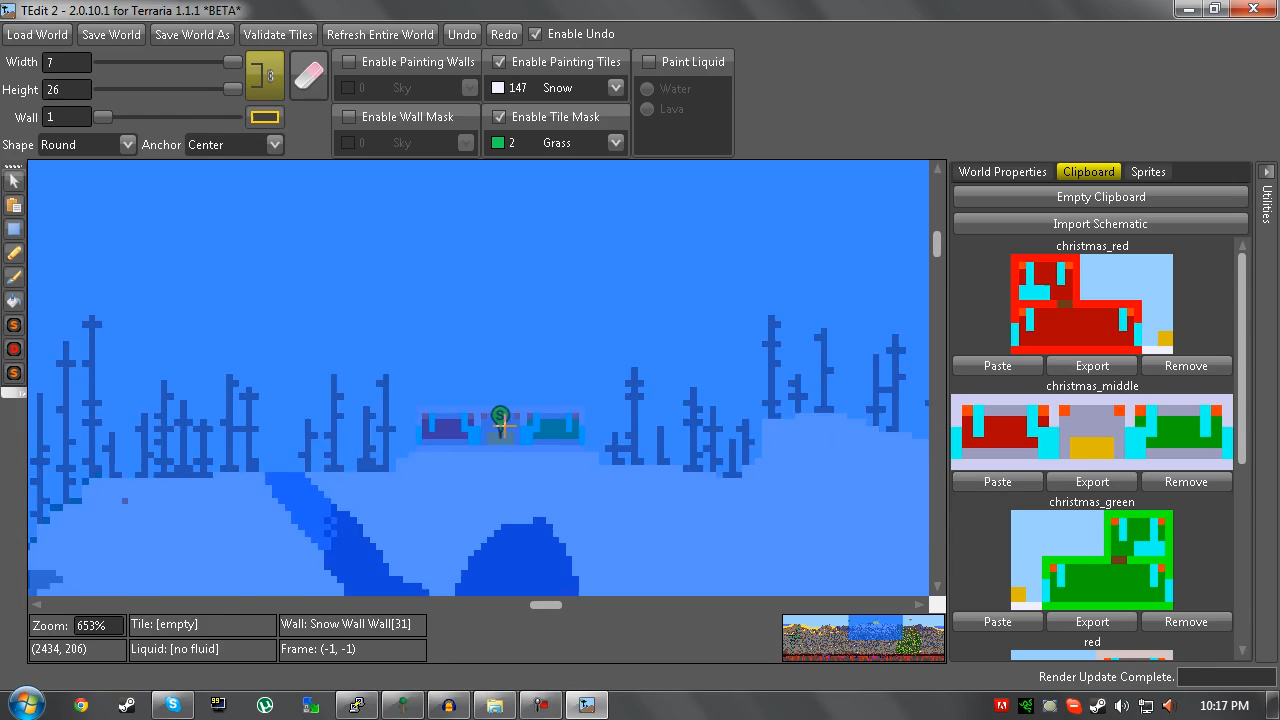 TEdit 2 - 2.0.10.1 for Terraria 1.1.1 *BETA*
Load World Save World Save World As Validate Tiles Refresh Entire World Undo Redo Enable Undo
Width 7
Height 26
Wall 1
Shape Round Anchor Center
Enable Painting Walls
0 Sky
Enable Wall Mask
0 Sky
Enable Painting Tiles
147 Snow
Enable Tile Mask
2 Grass
Paint Liquid
Water
Lava
World Properties Clipboard Sprites
Empty Clipboard
Import Schematic
christmas_red
Paste Export Remove
christmas_middle
Paste Export Remove
christmas_green
Paste Export Remove
red
Utilities
S
S
S
Zoom: 653% Tile: [empty] Wall: Snow Wall Wall[31]
(2434, 206) Liquid: [no fluid] Frame: (-1, -1)
Render Update Complete.
99
10:17 PM